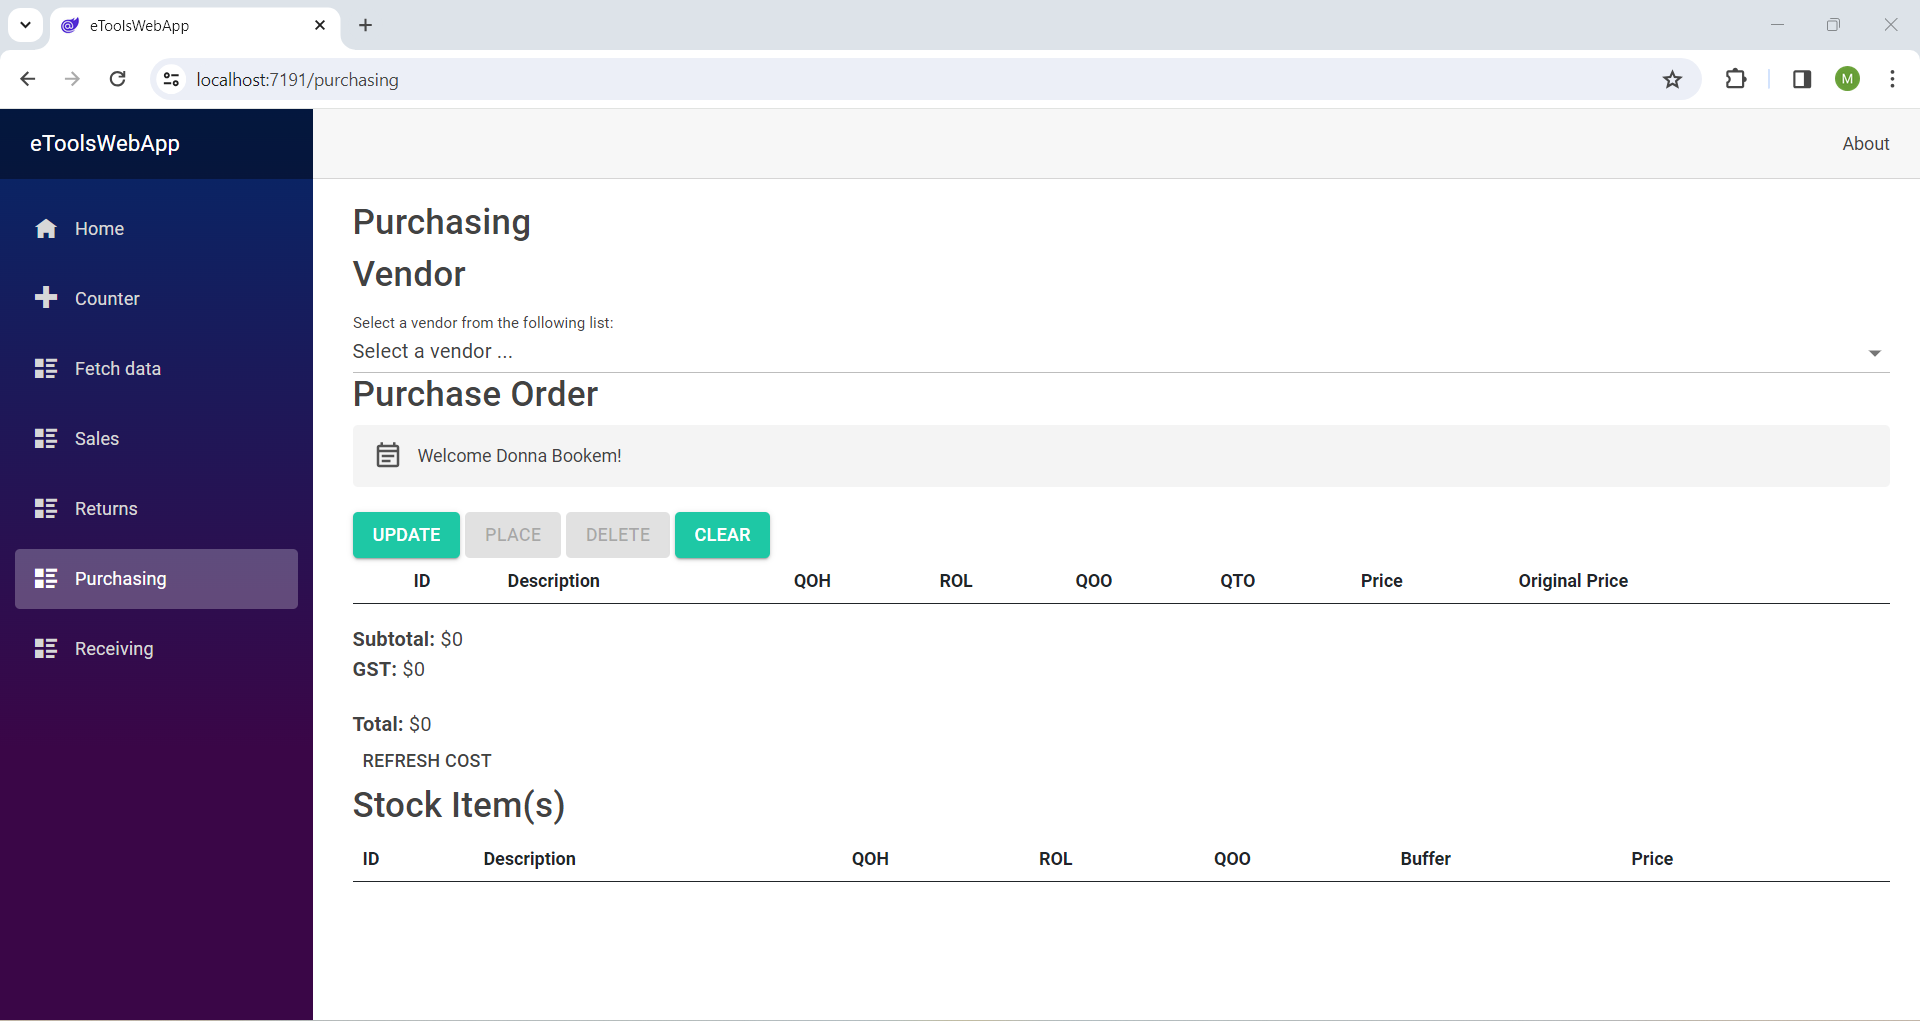 eToolsWebApp
localhost:7191/purchasing
M
eToolsWebApp
About
Home
Counter
Fetch data
Sales
Returns
Purchasing
Receiving
Purchasing
Vendor
Select a vendor from the following list:
Select a vendor ...
Purchase Order
Welcome Donna Bookem!
UPDATE PLACE DELETE CLEAR
ID Description QOH ROL QOO QTO Price Original Price
Subtotal: $0
GST: $0
Total: $0
REFRESH COST
Stock Item(s)
ID Description QOH ROL QOO Buffer Price